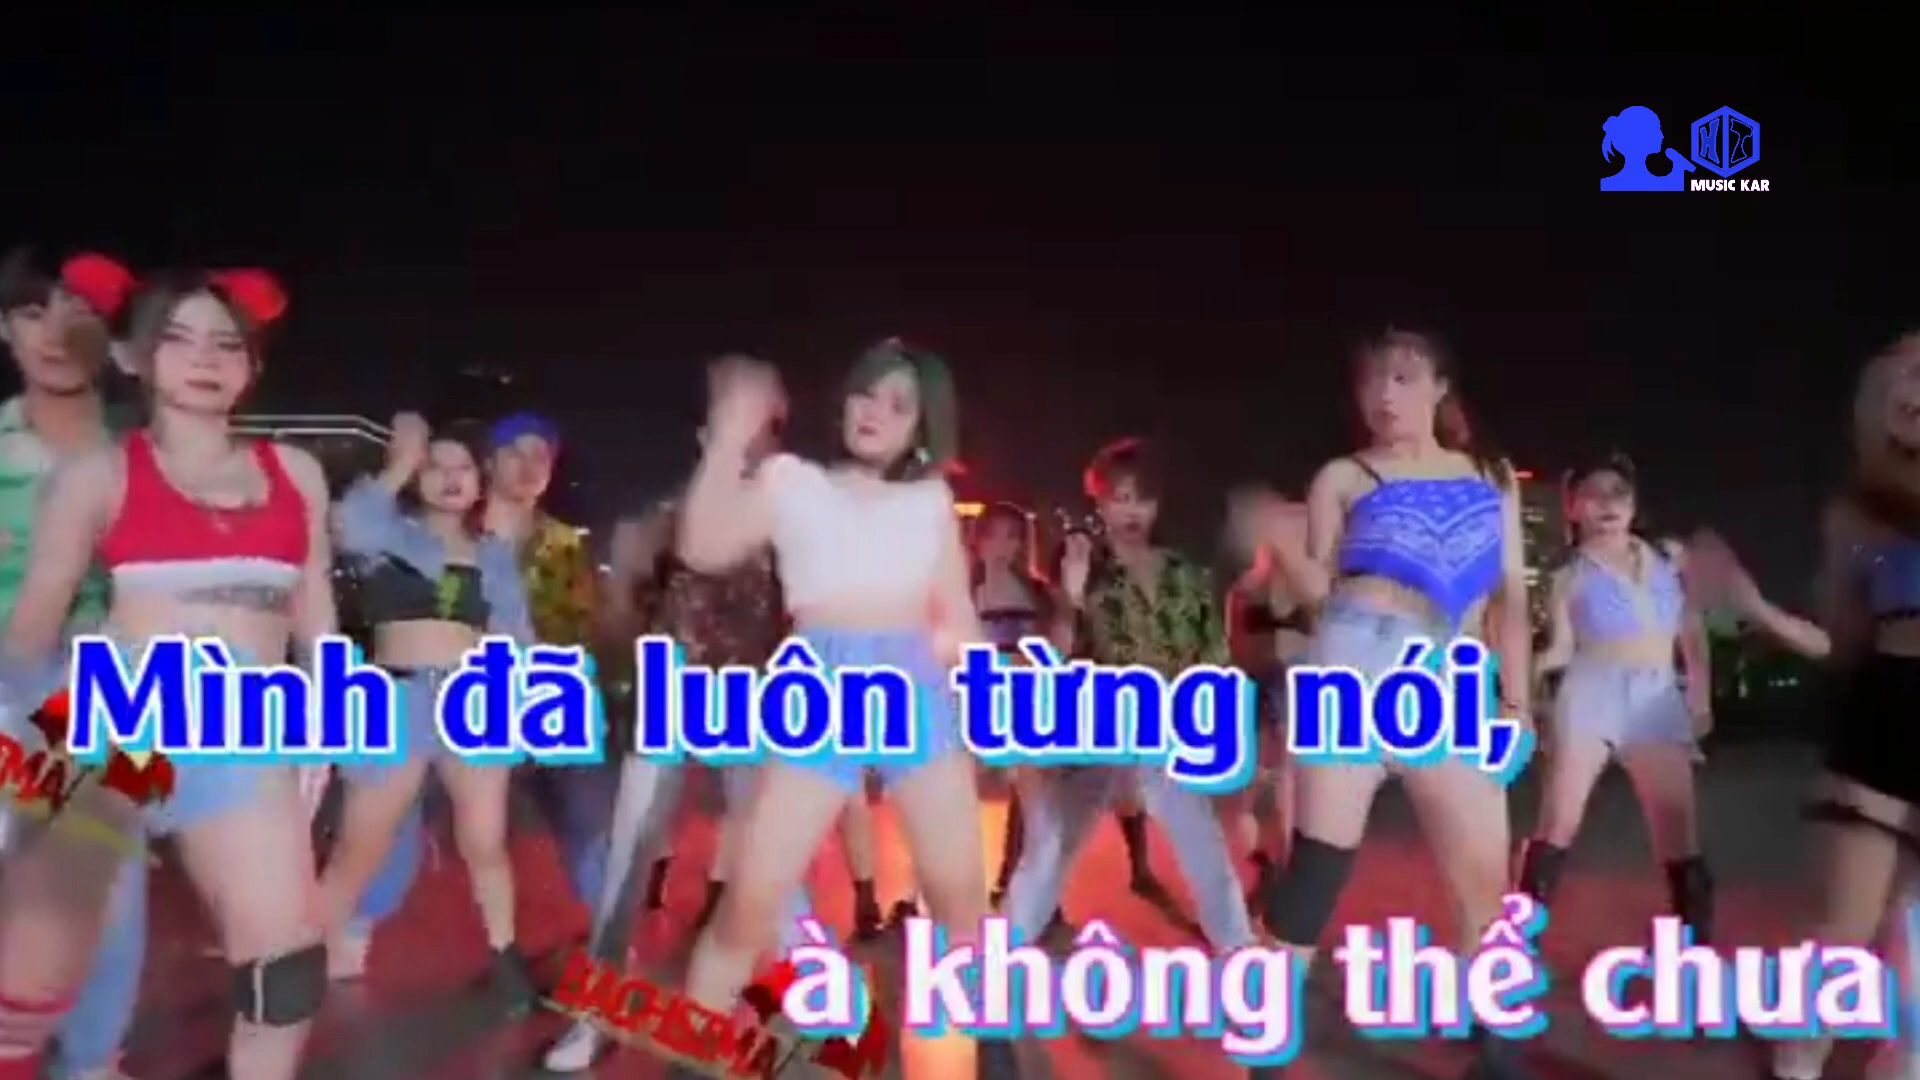 MUSIC KAR
Mình đã luôn từng nói,
à không thể chưa